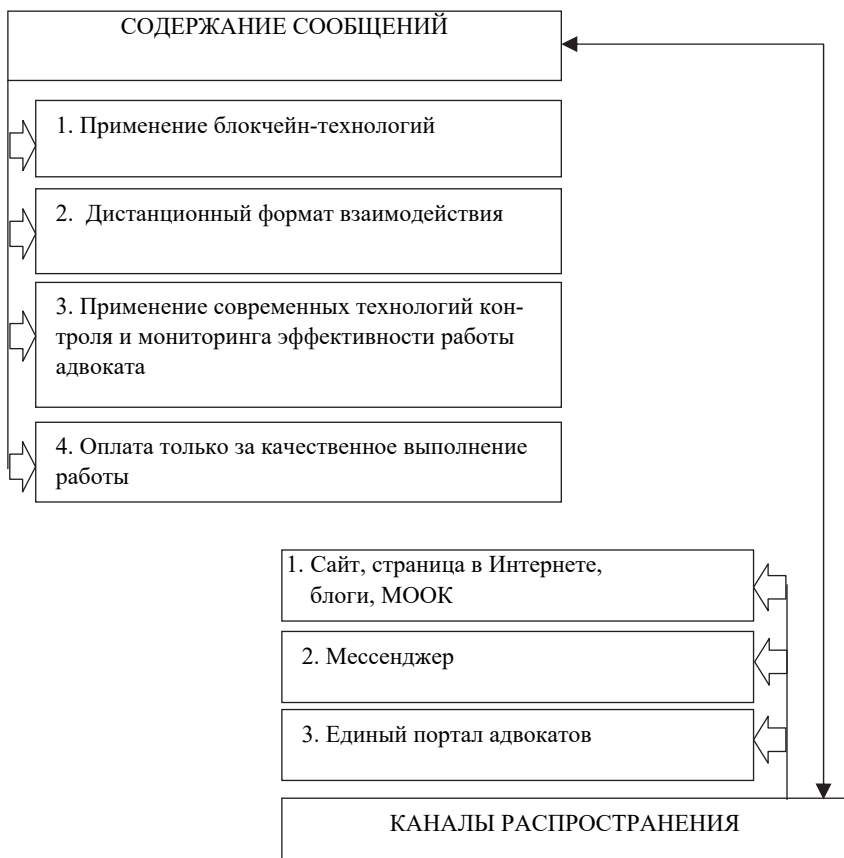 СОДЕРЖАНИЕ СООБЩЕНИЙ
1. Применение блокчейн-технологий
2. Дистанционный формат взаимодействия
3. Применение современных технологий кон-
троля и мониторинга эффективности работы
адвоката
4. Оплата только за качественное выполнение
работы
1. Сайт, страница в Интернете,
блоги, МООК
2. Мессенджер
3. Единый портал адвокатов
КАНАЛЫ РАСПРОСТРАНЕНИЯ